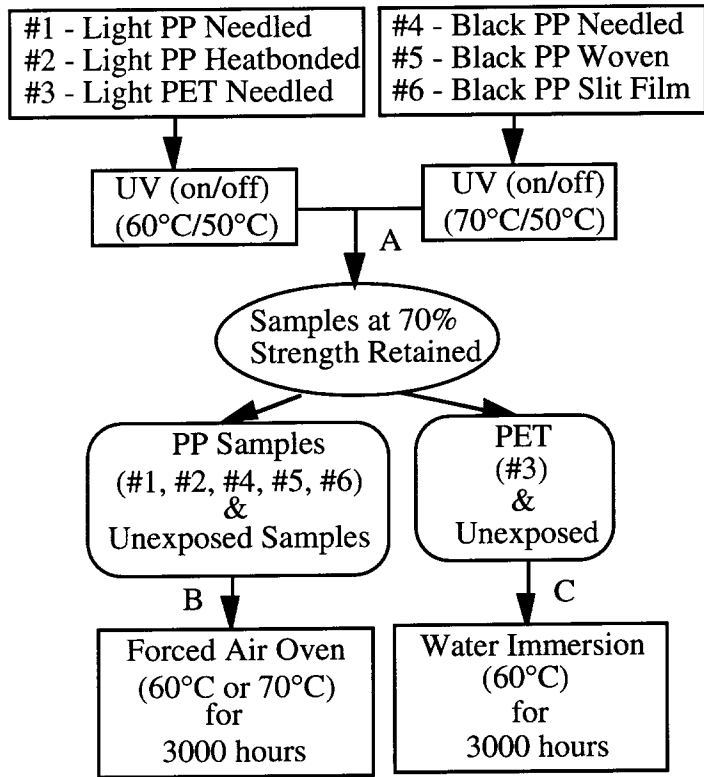 #1 - Light PP Needled
#2 - Light PP Heatbonded
#3 - Light PET Needled
#4 - Black PP Needled
#5 - Black PP Woven
#6 - Black PP Slit Film
UV (on/off)
(60°C/50°C)
UV (on/off)
(70°C/50°C)
A
Samples at 70%
Strength Retained
PP Samples
(#1, #2, #4, #5, #6)
&
Unexposed Samples
PET
(#3)
&
Unexposed
B
C
Forced Air Oven
(60°C or 70°C)
for
3000 hours
Water Immersion
(60°C)
for
3000 hours